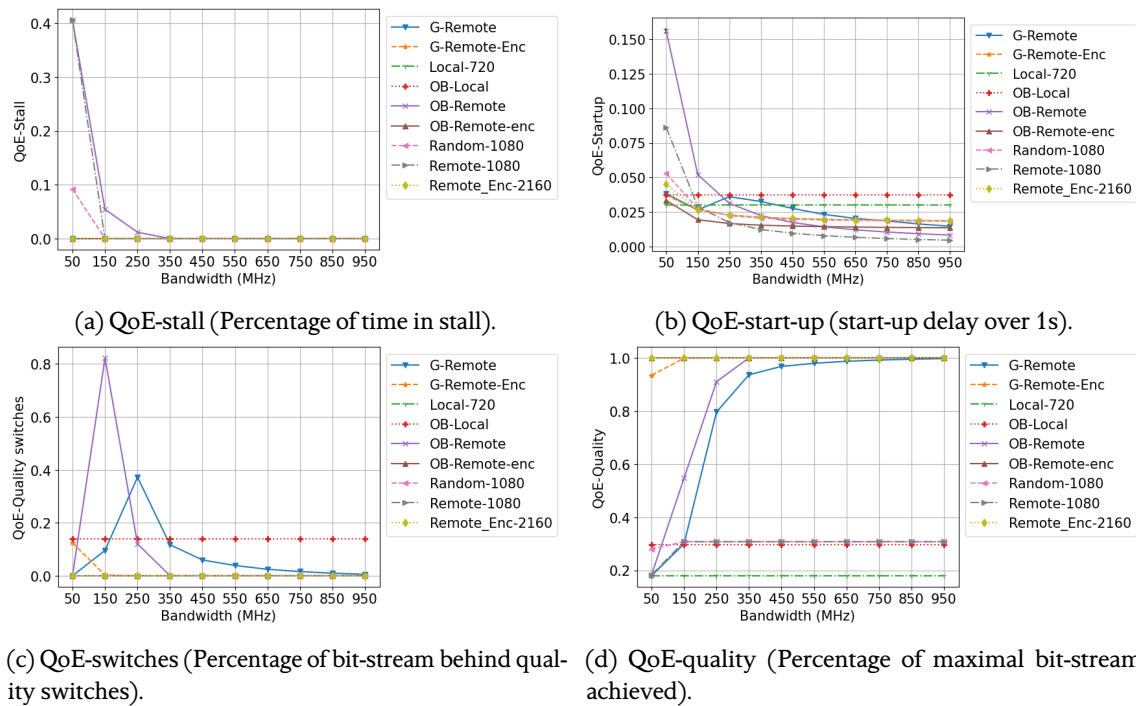 0.4
0.3
0.2
0.1
0.0
QoE-Stall
50 150 250 350 450 550 650 750 850 950
Bandwidth (MHz)
G-Remote
G-Remote-Enc
Local-720
OB-Local
OB-Remote
OB-Remote-enc
Random-1080
Remote-1080
Remote_Enc-2160
(a) QoE-stall (Percentage of time in stall).
0.150
0.125
0.100
0.075
0.050
0.025
0.000
QoE-Startup
50 150 250 350 450 550 650 750 850 950
Bandwidth (MHz)
G-Remote
G-Remote-Enc
Local-720
OB-Local
OB-Remote
OB-Remote-enc
Random-1080
Remote-1080
Remote_Enc-2160
(b) QoE-start-up (start-up delay over 1s).
0.8
0.6
0.4
0.2
0.0
QoE-Quality switches
50 150 250 350 450 550 650 750 850 950
Bandwidth (MHz)
G-Remote
G-Remote-Enc
Local-720
OB-Local
OB-Remote
OB-Remote-enc
Random-1080
Remote-1080
Remote_Enc-2160
(c) QoE-switches (Percentage of bit-stream behind qual-
ity switches).
1.0
0.8
0.6
0.4
0.2
QoE-Quality
50 150 250 350 450 550 650 750 850 950
Bandwidth (MHz)
G-Remote
G-Remote-Enc
Local-720
OB-Local
OB-Remote
OB-Remote-enc
Random-1080
Remote-1080
Remote_Enc-2160
(d) QoE-quality (Percentage of maximal bit-stream
achieved).